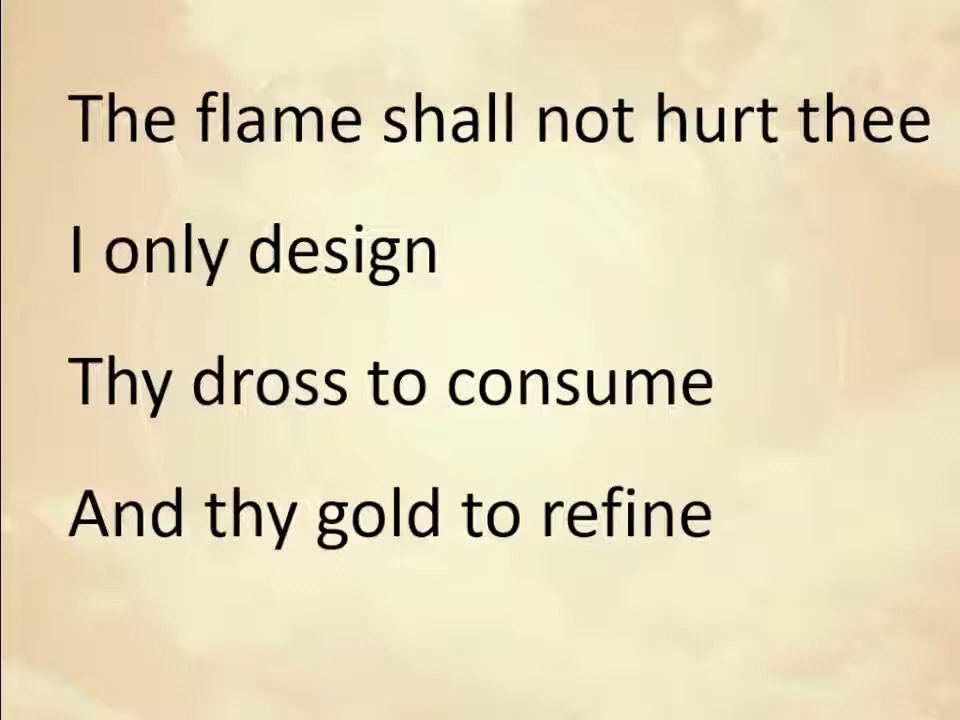 The flame shall not hurt thee
I only design
Thy dross to consume
And thy gold to refine